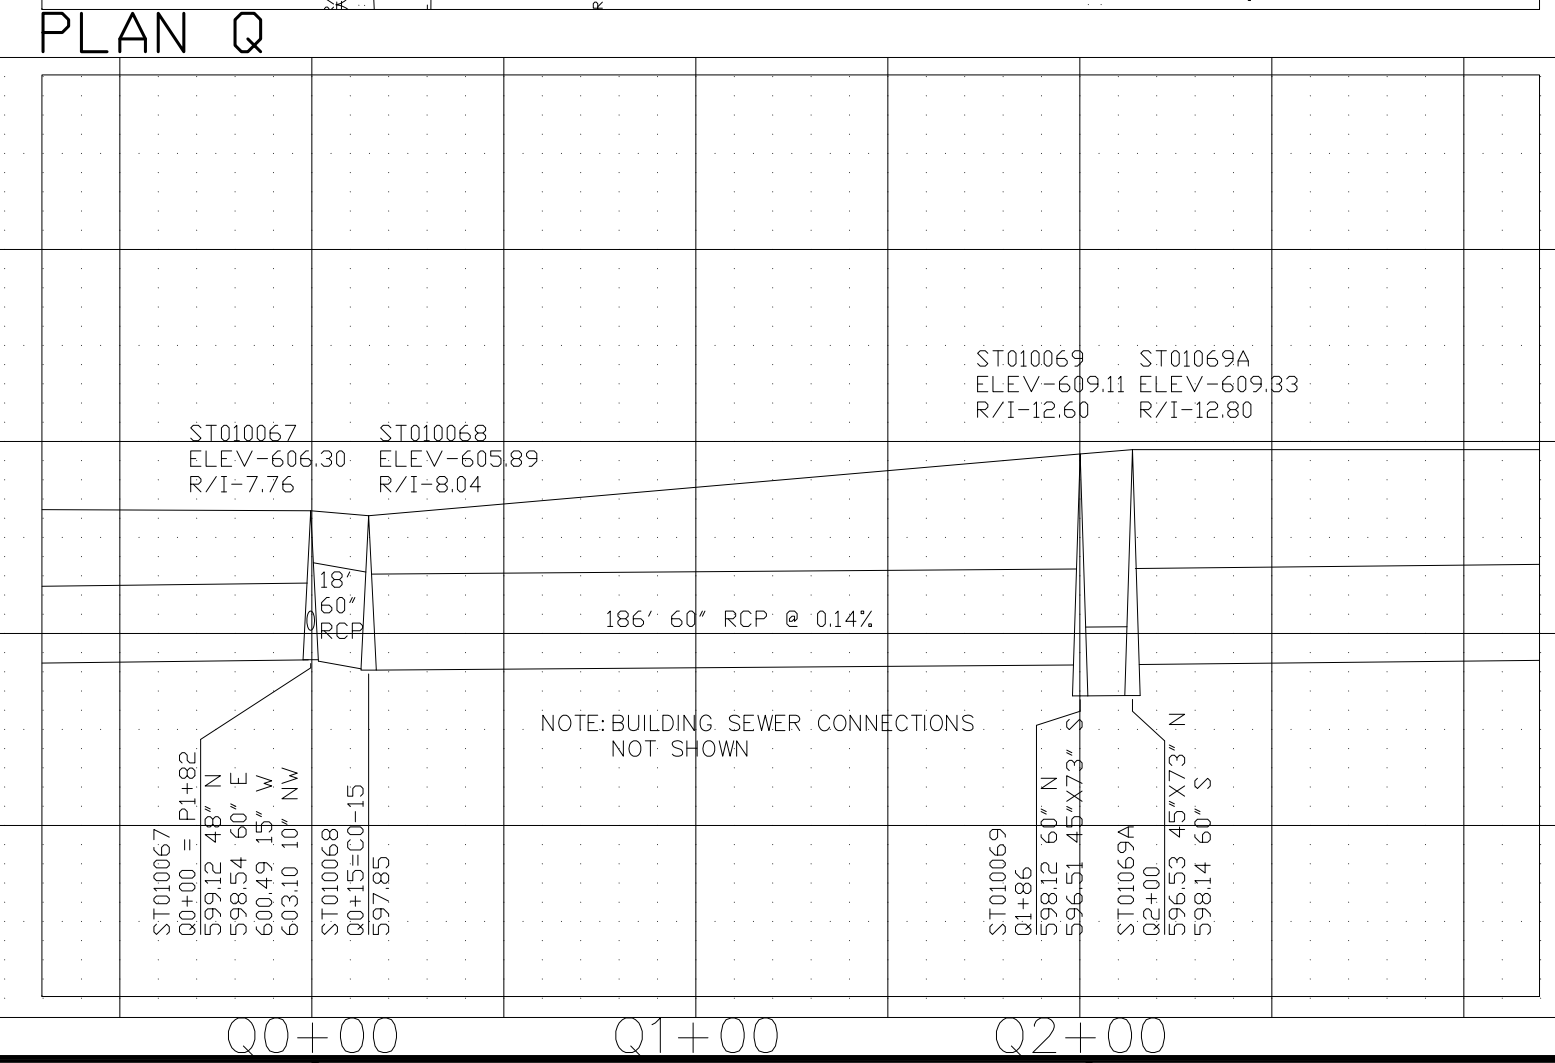 PLAN Q
ST010067
ELEV-606.30
R/I-7.76
ST010068
ELEV-605.89
R/I-8.04
ST010069
ELEV-609.11
R/I-12.60
ST01069A
ELEV-609.33
R/I-12.80
18'
60"
RCP
186' 60" RCP @ 0.14%
NOTE: BUILDING SEWER CONNECTIONS
NOT SHOWN
ST010067
Q0+00 = P1+82
599.12 48" N
598.54 60" E
600.49 15" W
603.10 10" NW
ST010068
Q0+15=C0-15
597.85
ST010069
Q1+86
598.12 60" N
596.51 45"X73" S
ST01069A
Q2+00
596.53 45"X73" N
598.14 60" S
Q0+00
Q1+00
Q2+00